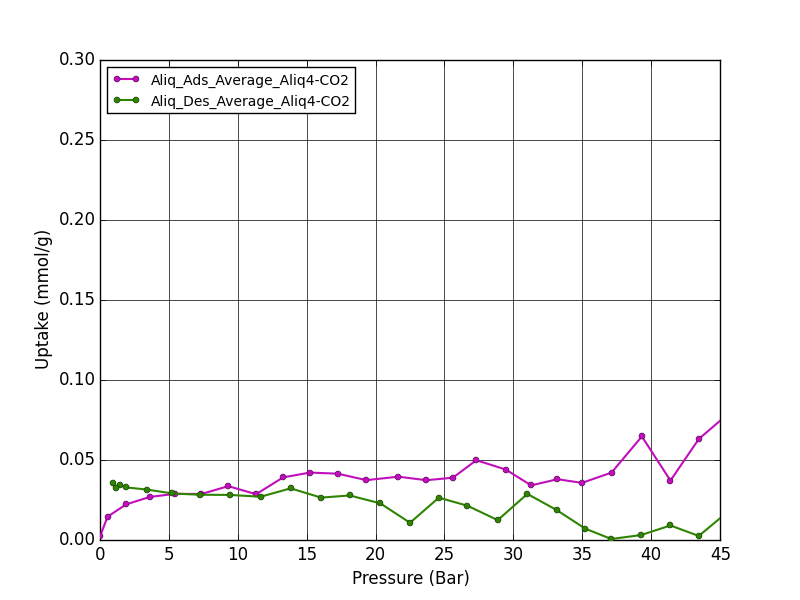 0.30
0.25
0.20
0.15
0.10
0.05
0.00
Uptake (mmol/g)
Aliq_Ads_Average_Aliq4-CO2
Aliq_Des_Average_Aliq4-CO2
0 5 10 15 20 25 30 35 40 45
Pressure (Bar)